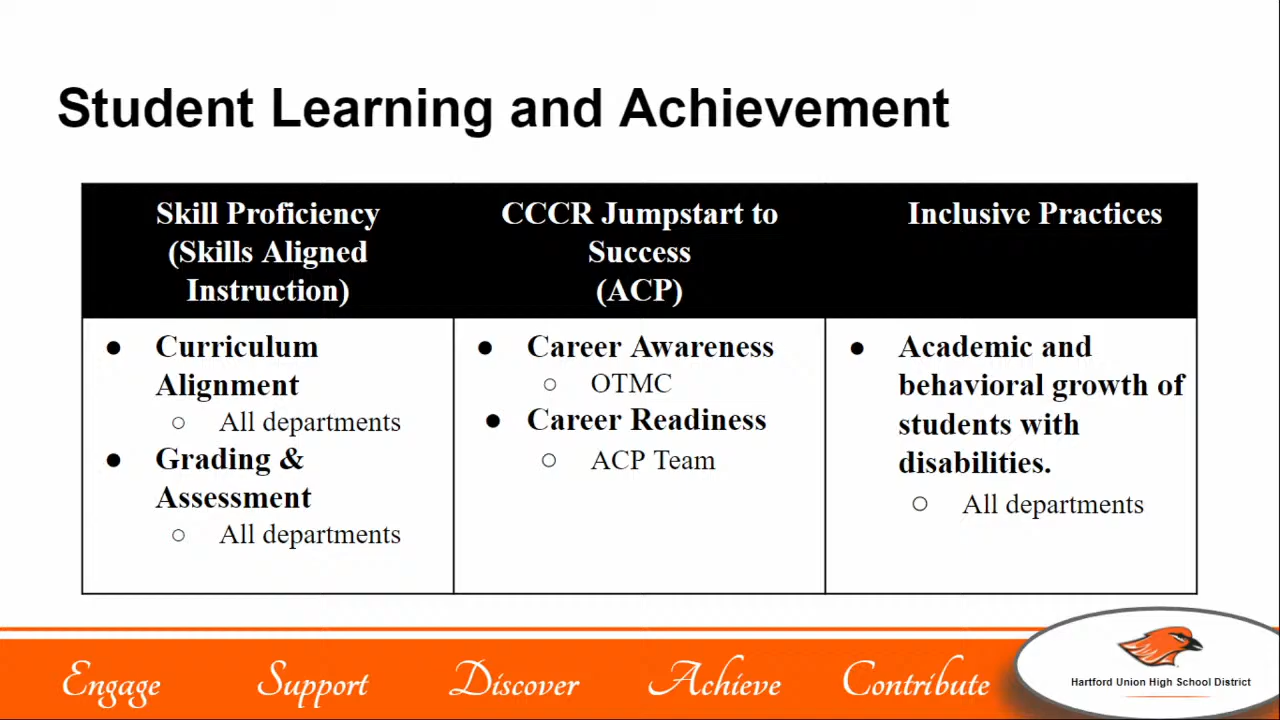 Student Learning and Achievement
Skill Proficiency
(Skills Aligned
Instruction)
CCCR Jumpstart to
Success
(ACP)
Inclusive Practices
● Curriculum
Alignment
○ All departments
● Grading &
Assessment
○ All departments
● Career Awareness
○ OTMC
● Career Readiness
○ ACP Team
● Academic and
behavioral growth of
students with
disabilities.
○ All departments
Engage Support Discover Achieve Contribute
Hartford Union High School District